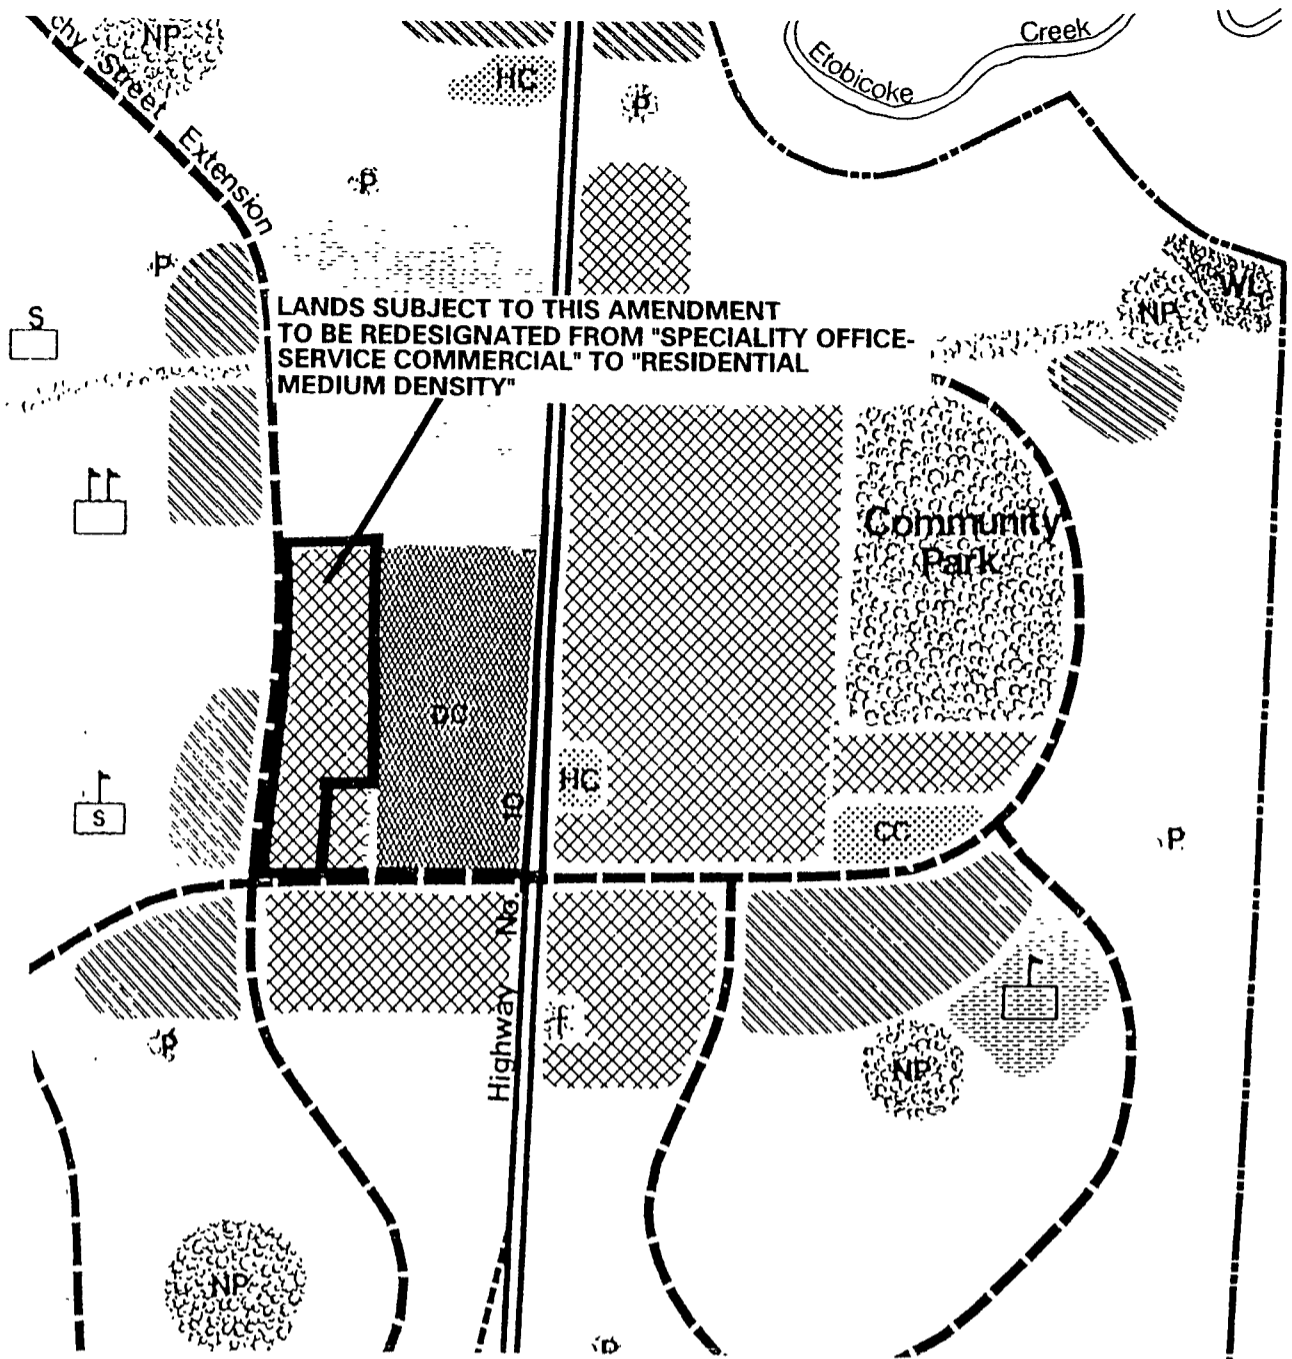 NP
HC
P
Creek
Etobicoke
chy Street Extension
P
P
S
WL
NP
LANDS SUBJECT TO THIS AMENDMENT
TO BE REDESIGNATED FROM "SPECIALITY OFFICE-
SERVICE COMMERCIAL" TO "RESIDENTIAL
MEDIUM DENSITY"
Community
Park
DC
HC
S
CC
P
Highway No. 10
P
NP
NP